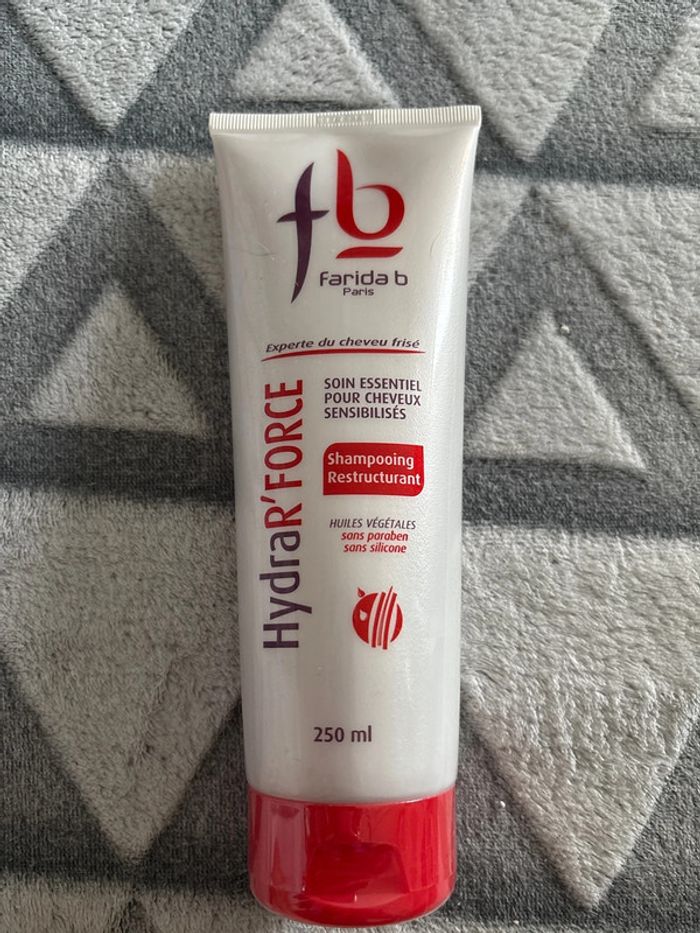 fb
farida b
Paris
Experte du cheveu frisé
HydraR'FORCE
SOIN ESSENTIEL
POUR CHEVEUX
SENSIBILISÉS
Shampooing
Restructurant
HUILES VÉGÉTALES
sans paraben
sans silicone
250 ml